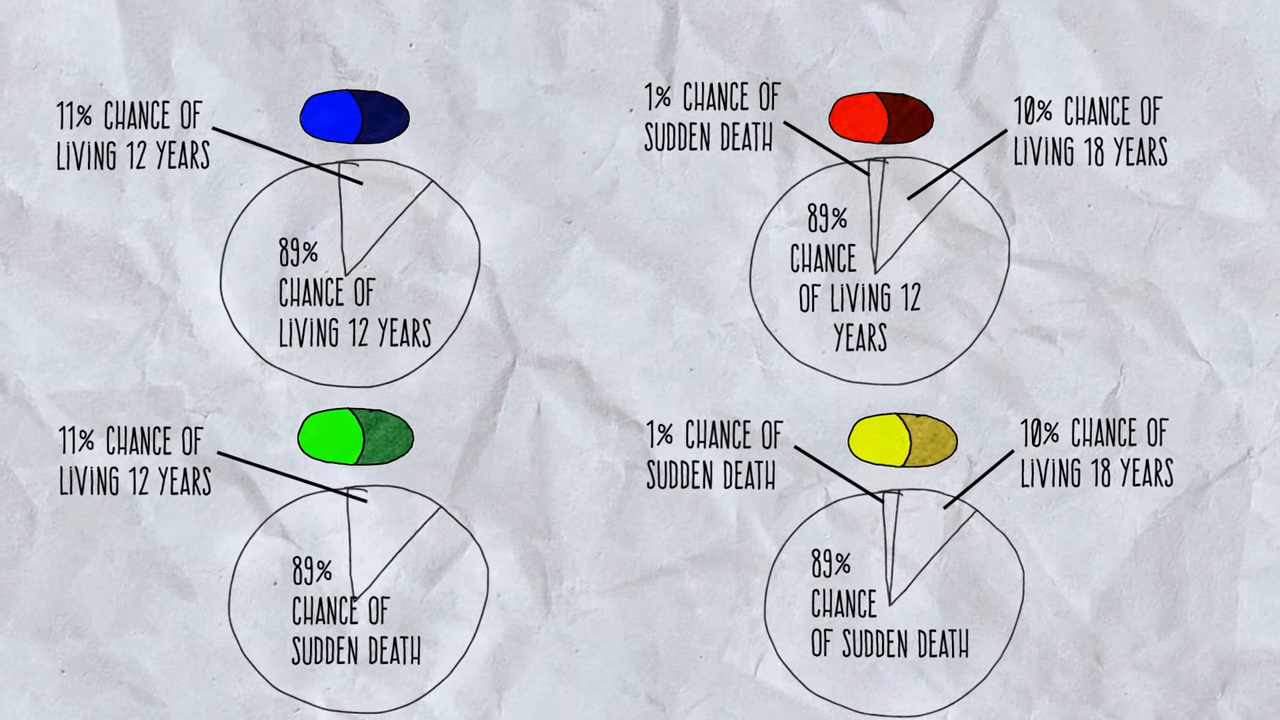 11% CHANCE OF
LIVING 12 YEARS
89%
CHANCE OF
LIVING 12 YEARS
1% CHANCE OF
SUDDEN DEATH
10% CHANCE OF
LIVING 18 YEARS
89%
CHANCE
OF LIVING 12
YEARS
11% CHANCE OF
LIVING 12 YEARS
89%
CHANCE OF
SUDDEN DEATH
1% CHANCE OF
SUDDEN DEATH
10% CHANCE OF
LIVING 18 YEARS
89%
CHANCE
OF SUDDEN DEATH